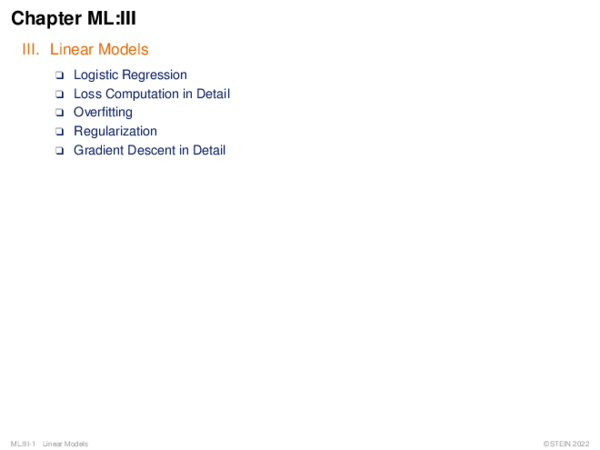 Chapter ML:III
III. Linear Models
❑ Logistic Regression
❑ Loss Computation in Detail
❑ Overfitting
❑ Regularization
❑ Gradient Descent in Detail
ML:III-1 Linear Models ©STEIN 2022